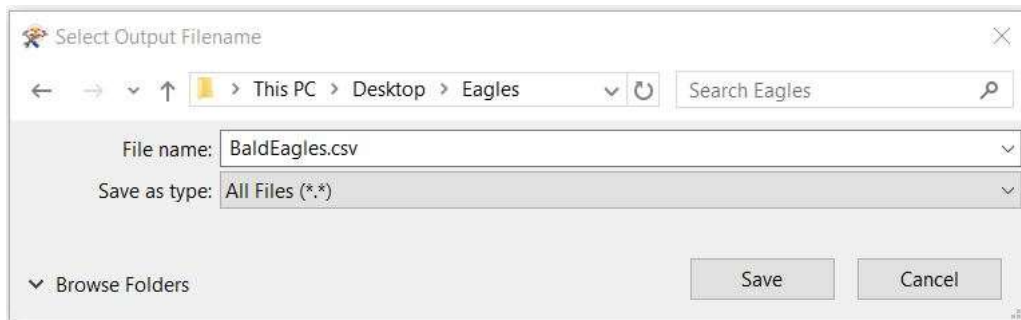 Select Output Filename
This PC > Desktop > Eagles
Search Eagles
File name: BaldEagles.csv
Save as type: All Files (*.*)
Browse Folders
Save
Cancel